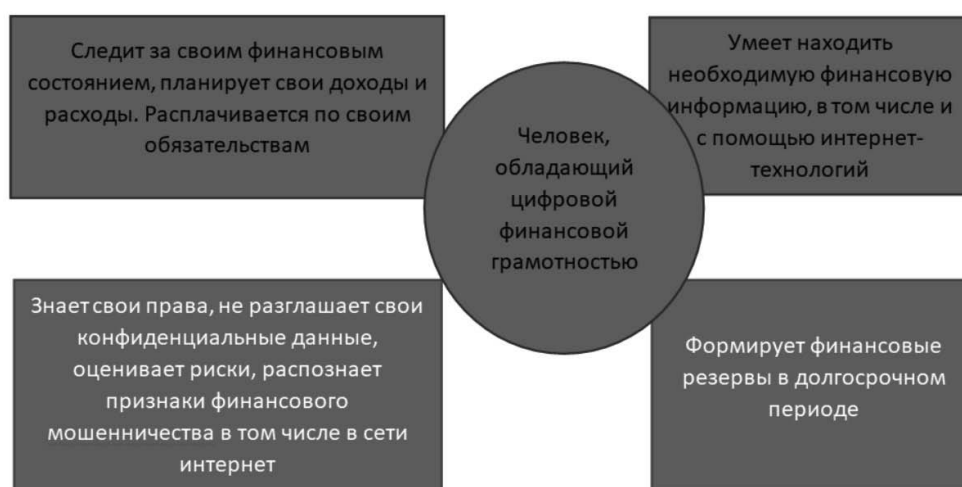 Следит за своим финансовым
состоянием, планирует свои доходы и
расходы. Расплачивается по своим
обязательствам
Умеет находить
необходимую финансовую
информацию, в том числе и
с помощью интернет-
технологий
Человек,
обладающий
цифровой
финансовой
грамотностью
Знает свои права, не разглашает свои
конфиденциальные данные,
оценивает риски, распознает
признаки финансового
мошенничества в том числе в сети
интернет
Формирует финансовые
резервы в долгосрочном
периоде